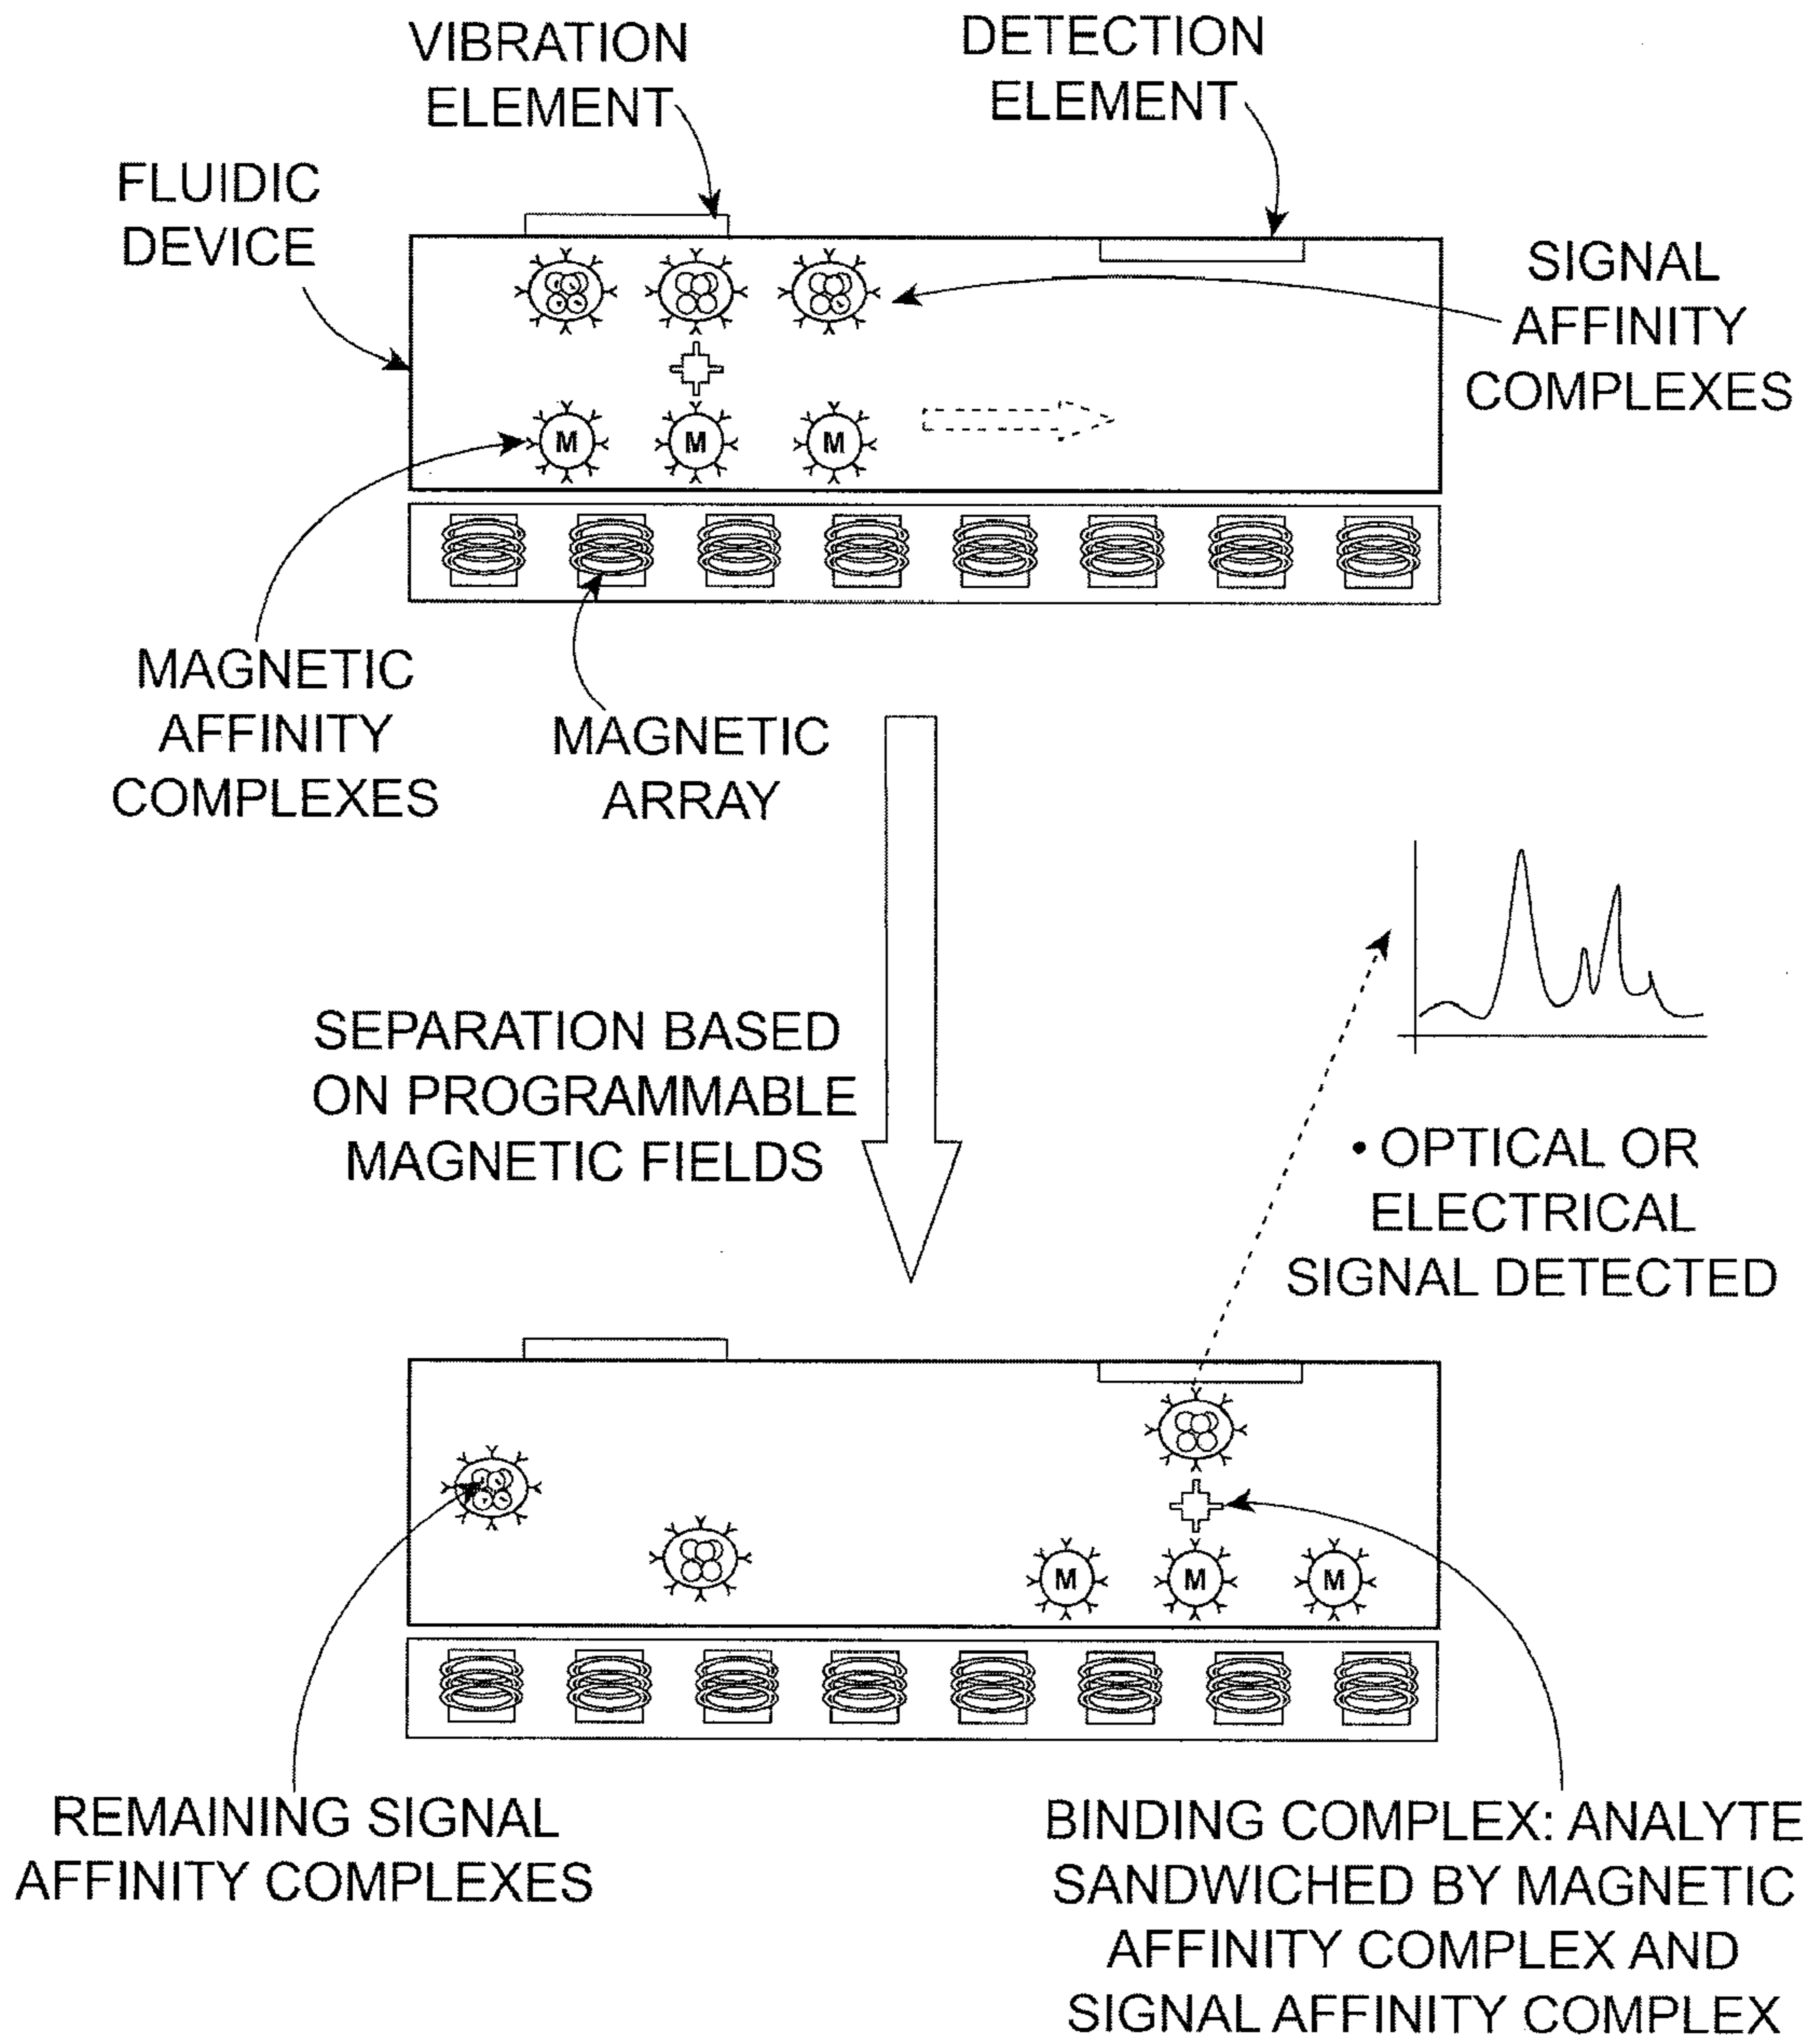 VIBRATION
ELEMENT
DETECTION
ELEMENT
FLUIDIC
DEVICE
SIGNAL
AFFINITY
COMPLEXES
M M M
MAGNETIC
AFFINITY
COMPLEXES
MAGNETIC
ARRAY
SEPARATION BASED
ON PROGRAMMABLE
MAGNETIC FIELDS
• OPTICAL OR
ELECTRICAL
SIGNAL DETECTED
M M M
REMAINING SIGNAL
AFFINITY COMPLEXES
BINDING COMPLEX: ANALYTE
SANDWICHED BY MAGNETIC
AFFINITY COMPLEX AND
SIGNAL AFFINITY COMPLEX